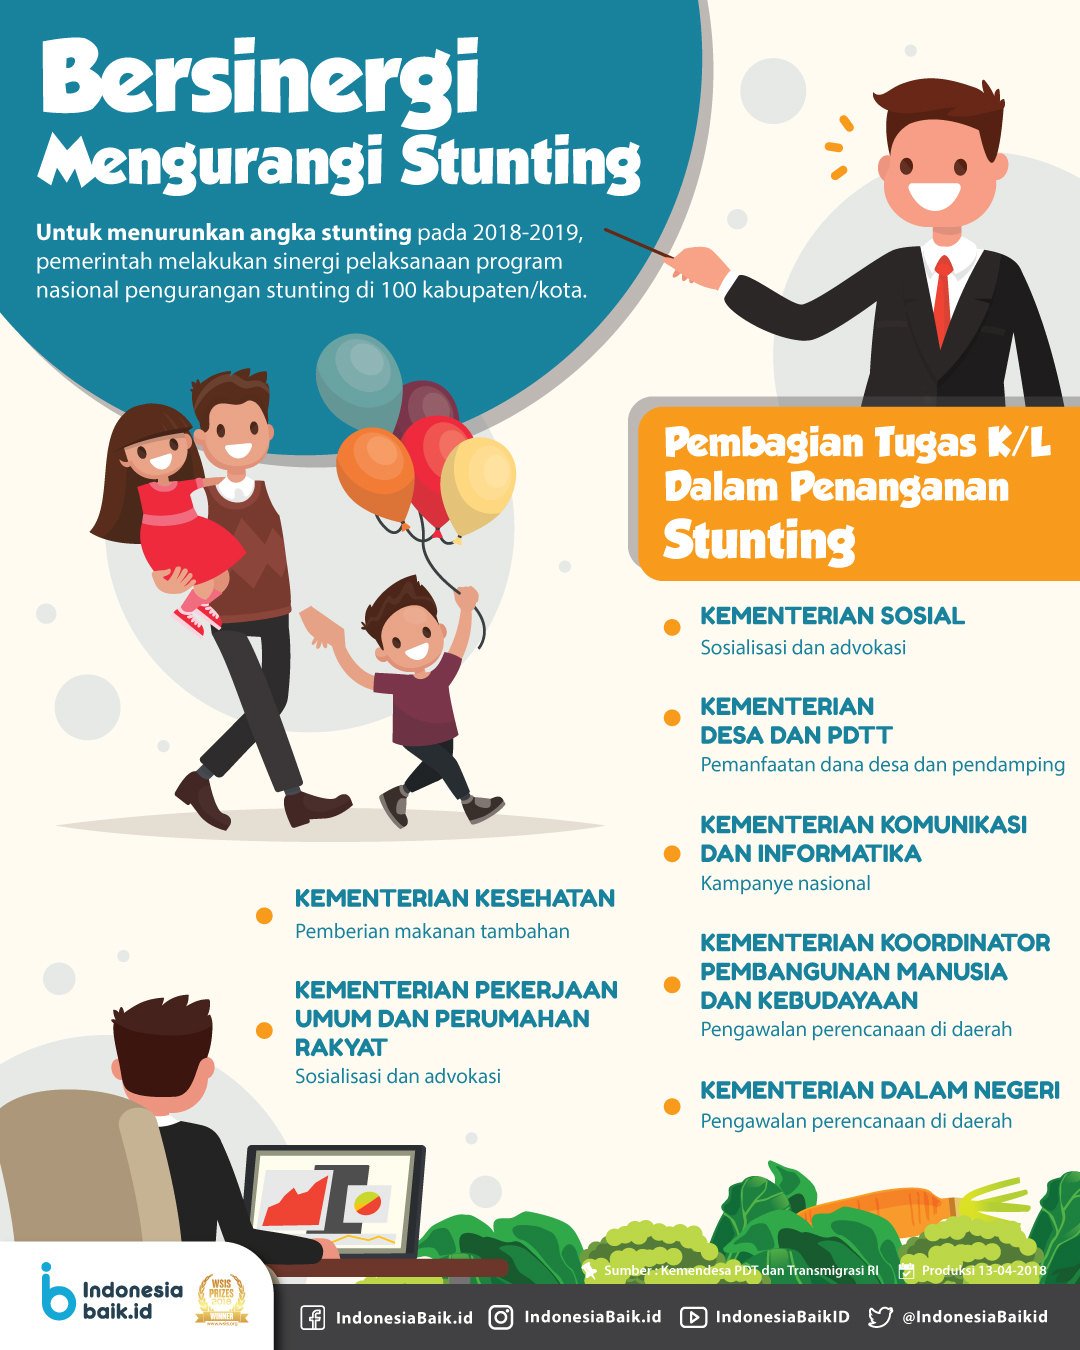 Bersinergi
Mengurangi Stunting
Untuk menurunkan angka stunting pada 2018-2019,
pemerintah melakukan sinergi pelaksanaan program
nasional pengurangan stunting di 100 kabupaten/kota.
Pembagian Tugas K/L
Dalam Penanganan
Stunting
KEMENTERIAN SOSIAL
Sosialisasi dan advokasi
KEMENTERIAN
DESA DAN PDTT
Pemanfaatan dana desa dan pendamping
KEMENTERIAN KOMUNIKASI
DAN INFORMATIKA
Kampanye nasional
KEMENTERIAN KOORDINATOR
PEMBANGUNAN MANUSIA
DAN KEBUDAYAAN
Pengawalan perencanaan di daerah
KEMENTERIAN DALAM NEGERI
Pengawalan perencanaan di daerah
KEMENTERIAN KESEHATAN
Pemberian makanan tambahan
KEMENTERIAN PEKERJAAN
UMUM DAN PERUMAHAN
RAKYAT
Sosialisasi dan advokasi
Sumber : Kemendesa PDT dan Transmigrasi RI
Produksi 13-04-2018
Indonesia
baik.id
WSIS
PRIZES
2018
WINNER
www.wsis.org
IndonesiaBaik.id
IndonesiaBaik.id
IndonesiaBaikID
@IndonesiaBaikid